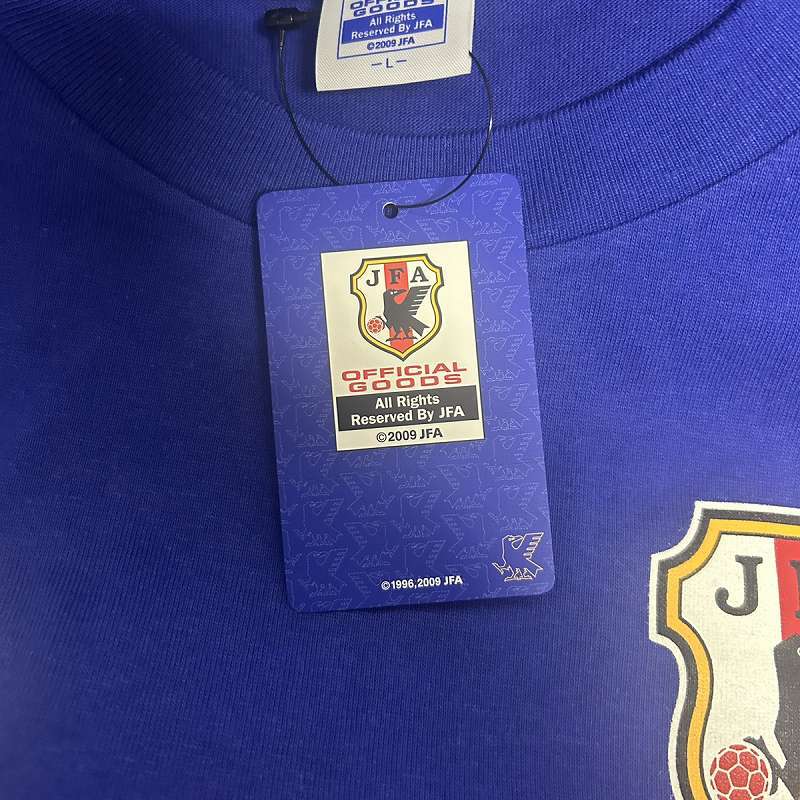 OFFICIAL
GOODS
All Rights
Reserved By JFA
©2009 JFA
-L-
JFA
OFFICIAL
GOODS
All Rights
Reserved By JFA
©2009 JFA
©1996,2009 JFA
J